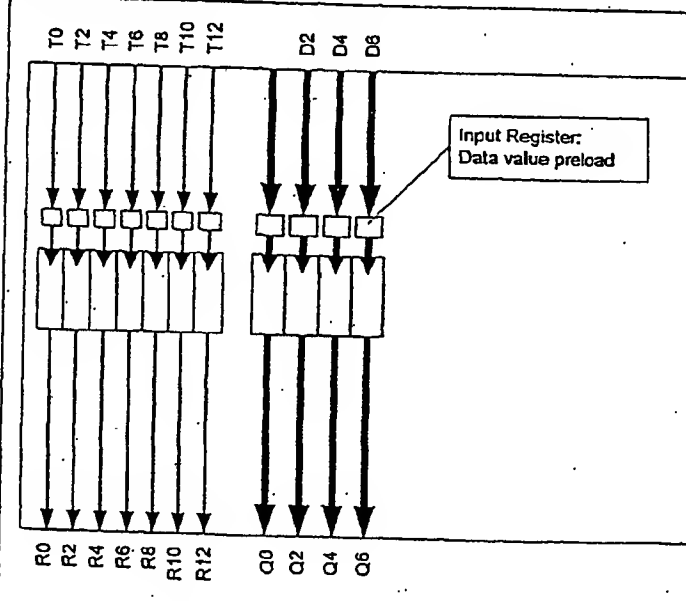 T0
T2
T4
T6
T8
T10
T12
D2
D4
D6
Input Register:
Data value preload
R0
R2
R4
R6
R8
R10
R12
Q0
Q2
Q4
Q6